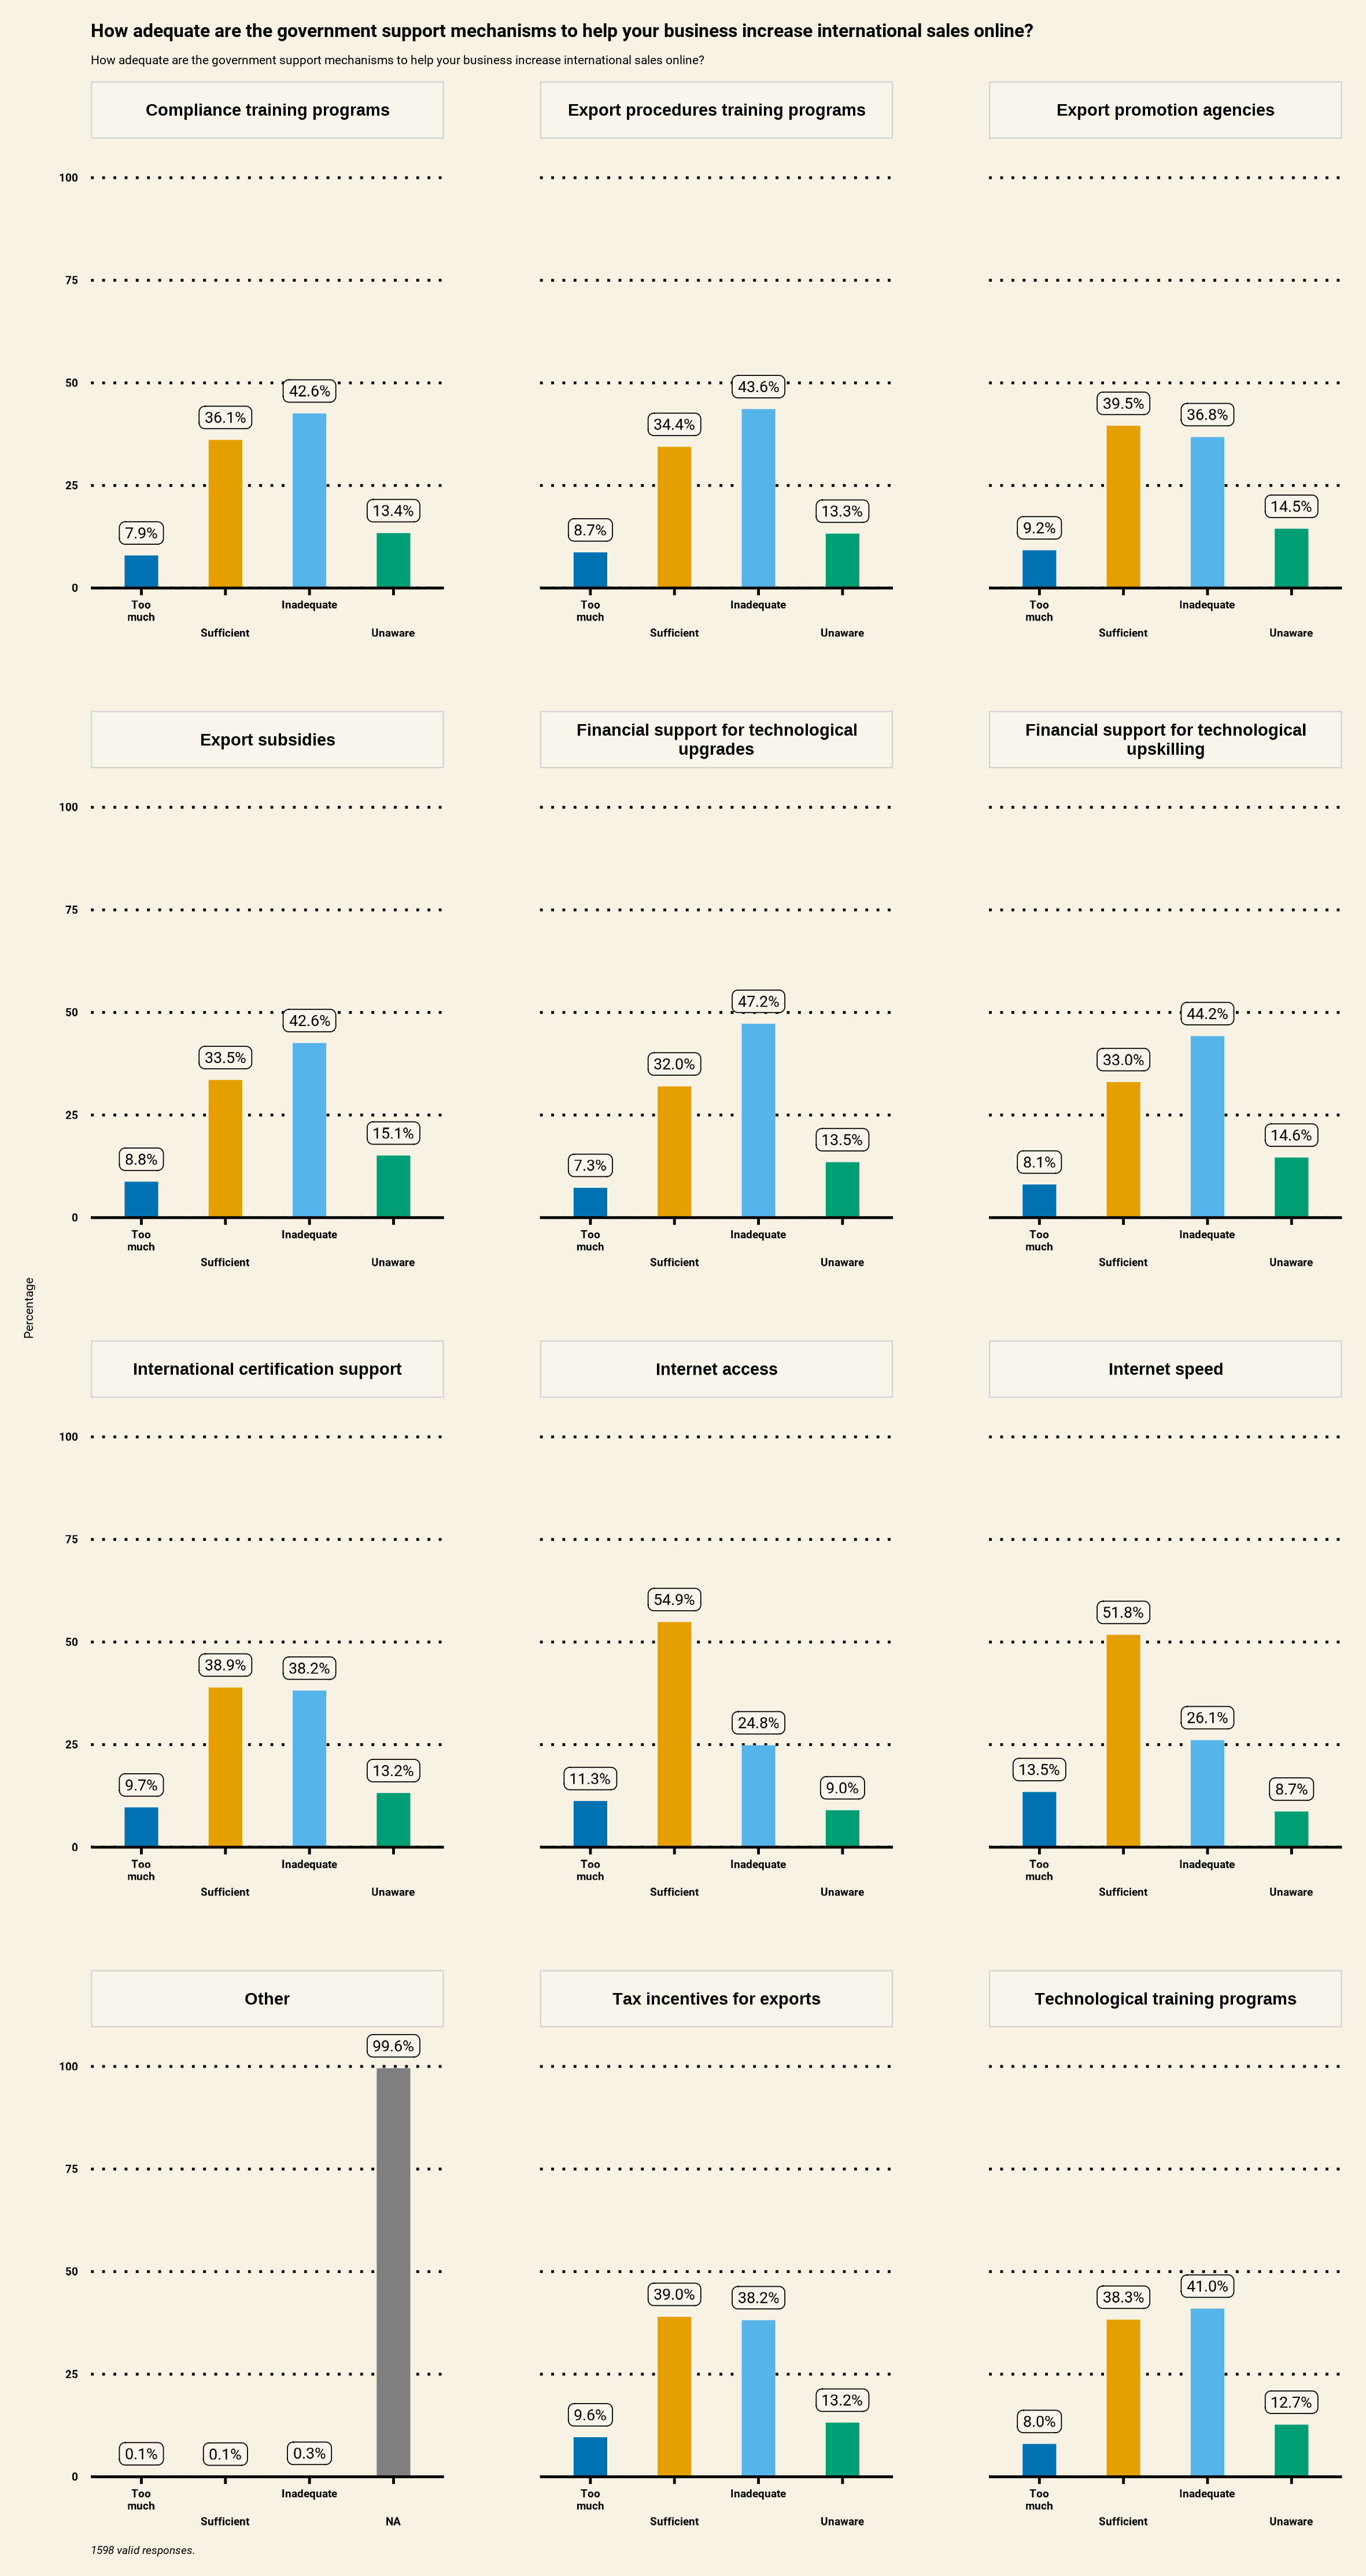 How adequate are the government support mechanisms to help your business increase international sales online?
How adequate are the government support mechanisms to help your business increase international sales online?
Compliance training programs
Export procedures training programs
Export promotion agencies
100
75
50
25
0
7.9%
36.1%
42.6%
13.4%
8.7%
34.4%
43.6%
13.3%
9.2%
39.5%
36.8%
14.5%
Too
much
Sufficient
Inadequate
Unaware
Too
much
Sufficient
Inadequate
Unaware
Too
much
Sufficient
Inadequate
Unaware
Export subsidies
Financial support for technological
upgrades
Financial support for technological
upskilling
100
75
50
25
0
8.8%
33.5%
42.6%
15.1%
7.3%
32.0%
47.2%
13.5%
8.1%
33.0%
44.2%
14.6%
Too
much
Sufficient
Inadequate
Unaware
Too
much
Sufficient
Inadequate
Unaware
Too
much
Sufficient
Inadequate
Unaware
Percentage
International certification support
Internet access
Internet speed
100
75
50
25
0
9.7%
38.9%
38.2%
13.2%
11.3%
54.9%
24.8%
9.0%
13.5%
51.8%
26.1%
8.7%
Too
much
Sufficient
Inadequate
Unaware
Too
much
Sufficient
Inadequate
Unaware
Too
much
Sufficient
Inadequate
Unaware
Other
Tax incentives for exports
Technological training programs
100
75
50
25
0
0.1%
0.1%
0.3%
99.6%
9.6%
39.0%
38.2%
13.2%
8.0%
38.3%
41.0%
12.7%
Too
much
Sufficient
Inadequate
NA
Too
much
Sufficient
Inadequate
Unaware
Too
much
Sufficient
Inadequate
Unaware
1598 valid responses.